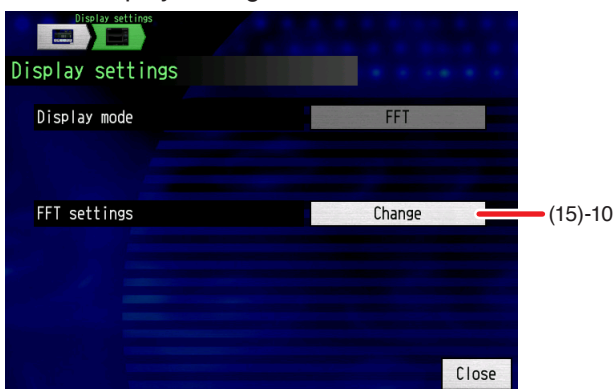 Display settings
Display settings
Display mode FFT
FFT settings Change (15)-10
Close